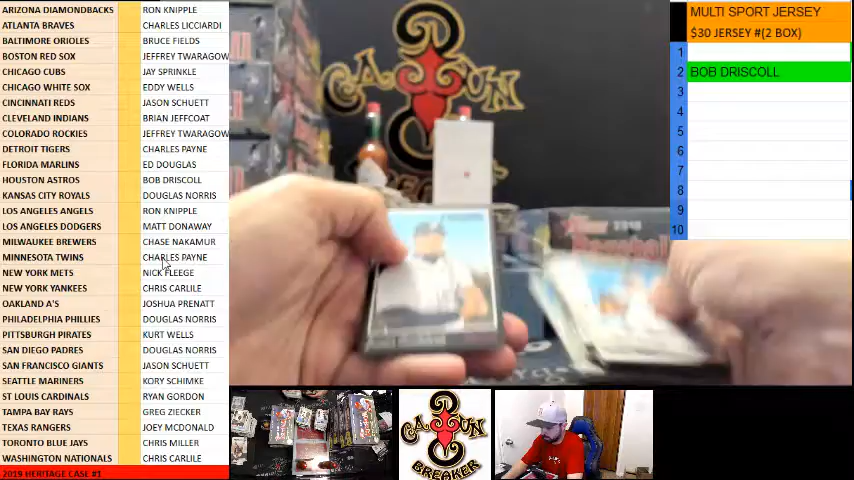 ARIZONA DIAMONDBACKS RON KNIPPLE
ATLANTA BRAVES CHARLES LICCIARDI
BALTIMORE ORIOLES BRUCE FIELDS
BOSTON RED SOX JEFFREY TWARAGOW
CHICAGO CUBS JAY SPRINKLE
CHICAGO WHITE SOX EDDY WELLS
CINCINNATI REDS JASON SCHUETT
CLEVELAND INDIANS BRIAN JEFFCOAT
COLORADO ROCKIES JEFFREY TWARAGOW
DETROIT TIGERS CHARLES PAYNE
FLORIDA MARLINS ED DOUGLAS
HOUSTON ASTROS BOB DRISCOLL
KANSAS CITY ROYALS DOUGLAS NORRIS
LOS ANGELES ANGELS RON KNIPPLE
LOS ANGELES DODGERS MATT DONAWAY
MILWAUKEE BREWERS CHASE NAKAMUR
MINNESOTA TWINS CHARLES PAYNE
NEW YORK METS NICK FLEEGE
NEW YORK YANKEES CHRIS CARLILE
OAKLAND A'S JOSHUA PRENATT
PHILADELPHIA PHILLIES DOUGLAS NORRIS
PITTSBURGH PIRATES KURT WELLS
SAN DIEGO PADRES DOUGLAS NORRIS
SAN FRANCISCO GIANTS JASON SCHUETT
SEATTLE MARINERS KORY SCHIMKE
ST LOUIS CARDINALS RYAN GORDON
TAMPA BAY RAYS GREG ZIECKER
TEXAS RANGERS JOEY MCDONALD
TORONTO BLUE JAYS CHRIS MILLER
WASHINGTON NATIONALS CHRIS CARLILE
2019 HERITAGE CASE #1
CAJUN
Baseball
CAJUN
BREAKER
MULTI SPORT JERSEY
$30 JERSEY #(2 BOX)
1
2 BOB DRISCOLL
3
4
5
6
7
8
9
10